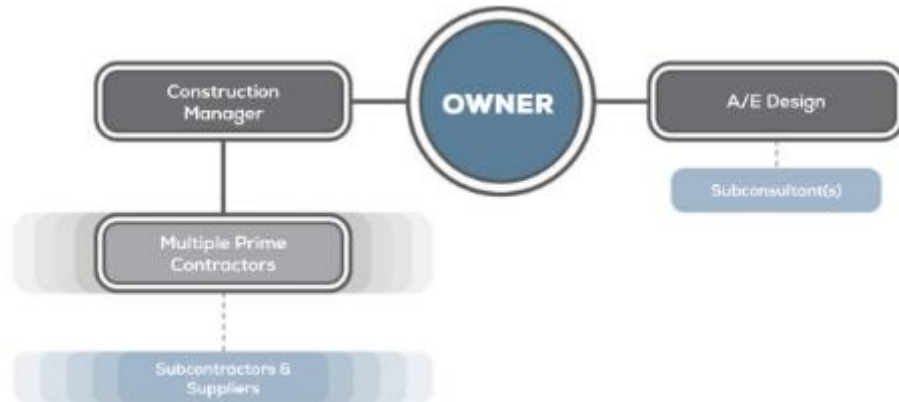 Construction
Manager
OWNER
A/E Design
Subconsultant(s)
Multiple Prime
Contractors
Subcontractors &
Suppliers